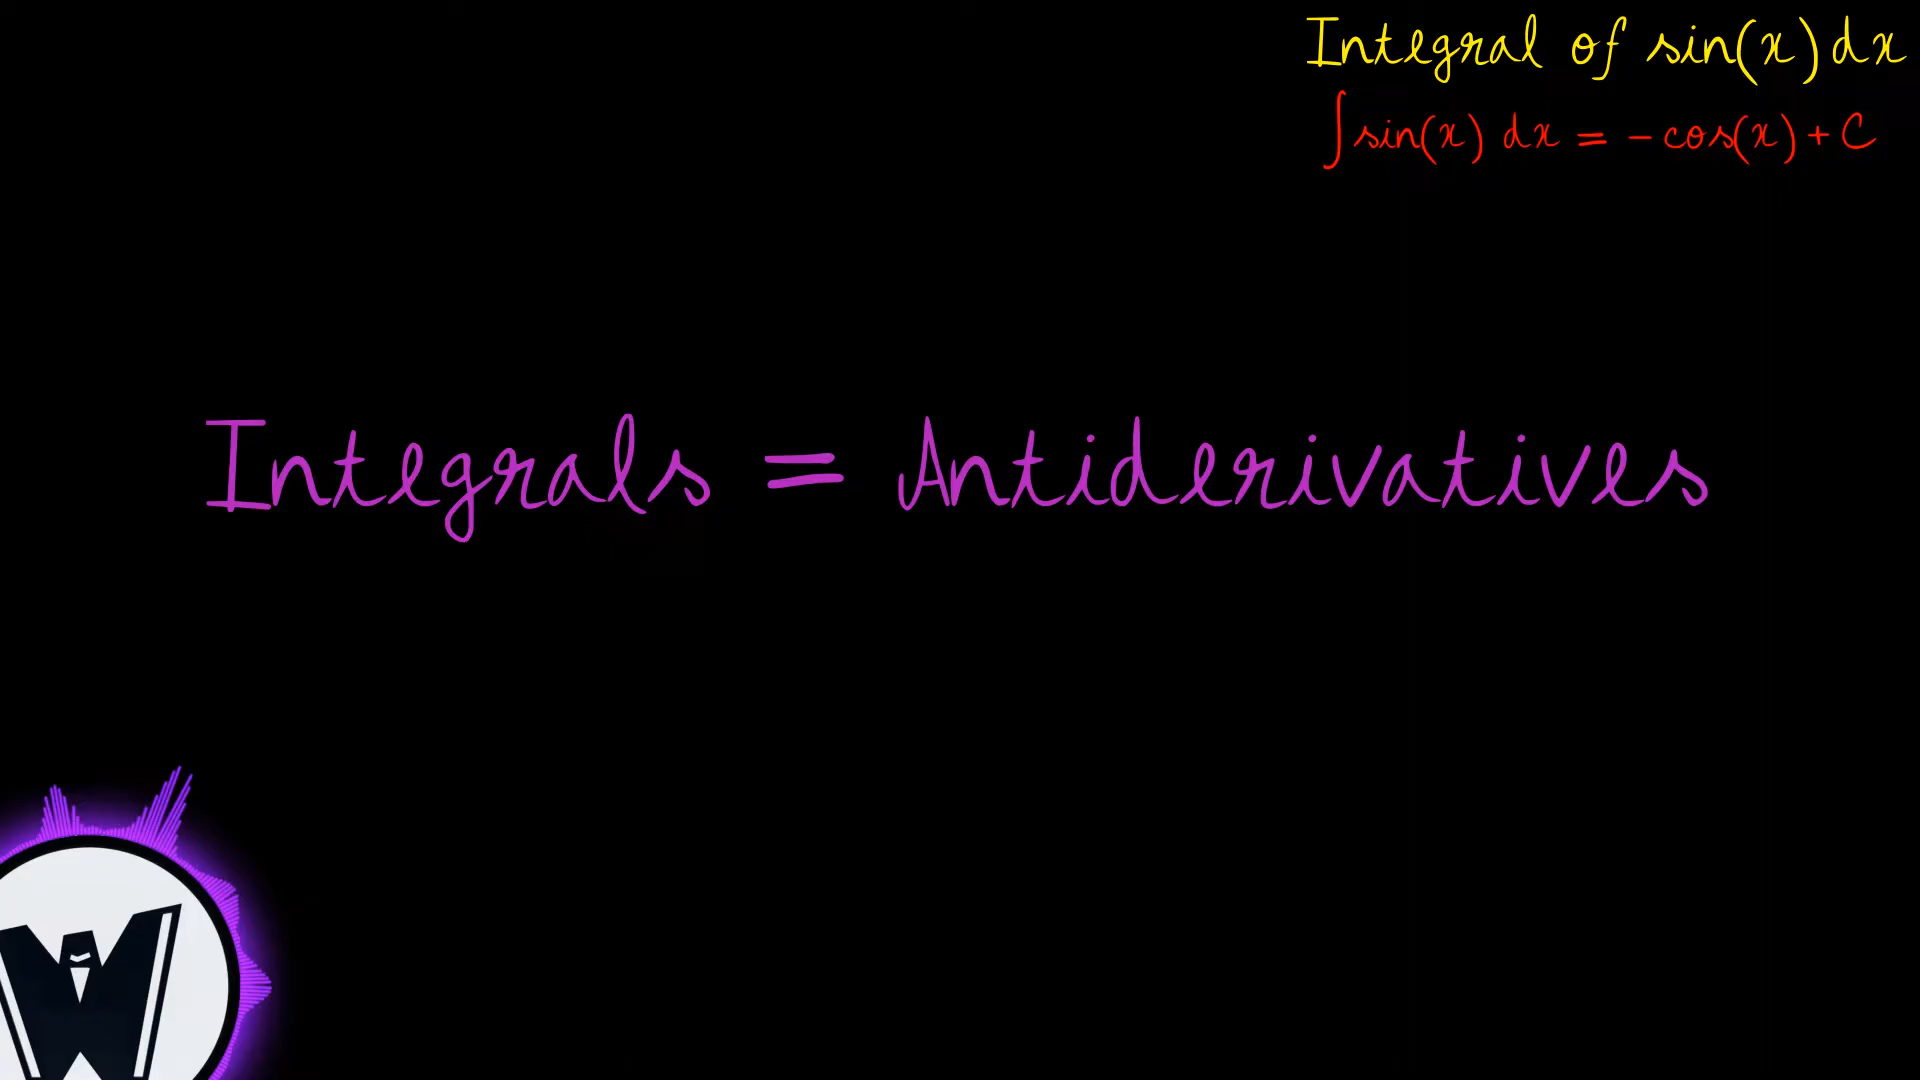 Integral of sin(x) dx
∫sin(x) dx = -cos(x) + C
Integrals = Antiderivatives
W